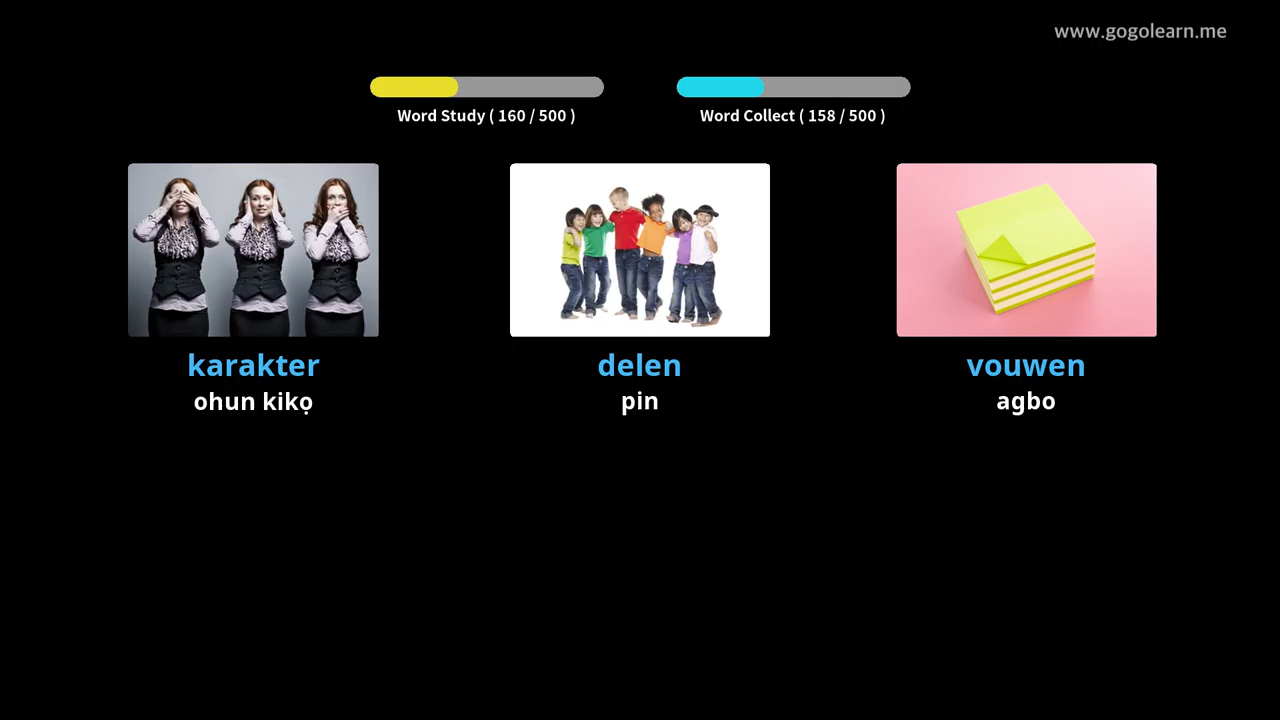 www.gogolearn.me
Word Study ( 160 / 500 )
Word Collect ( 158 / 500 )
karakter
ohun kikọ
delen
pin
vouwen
agbo